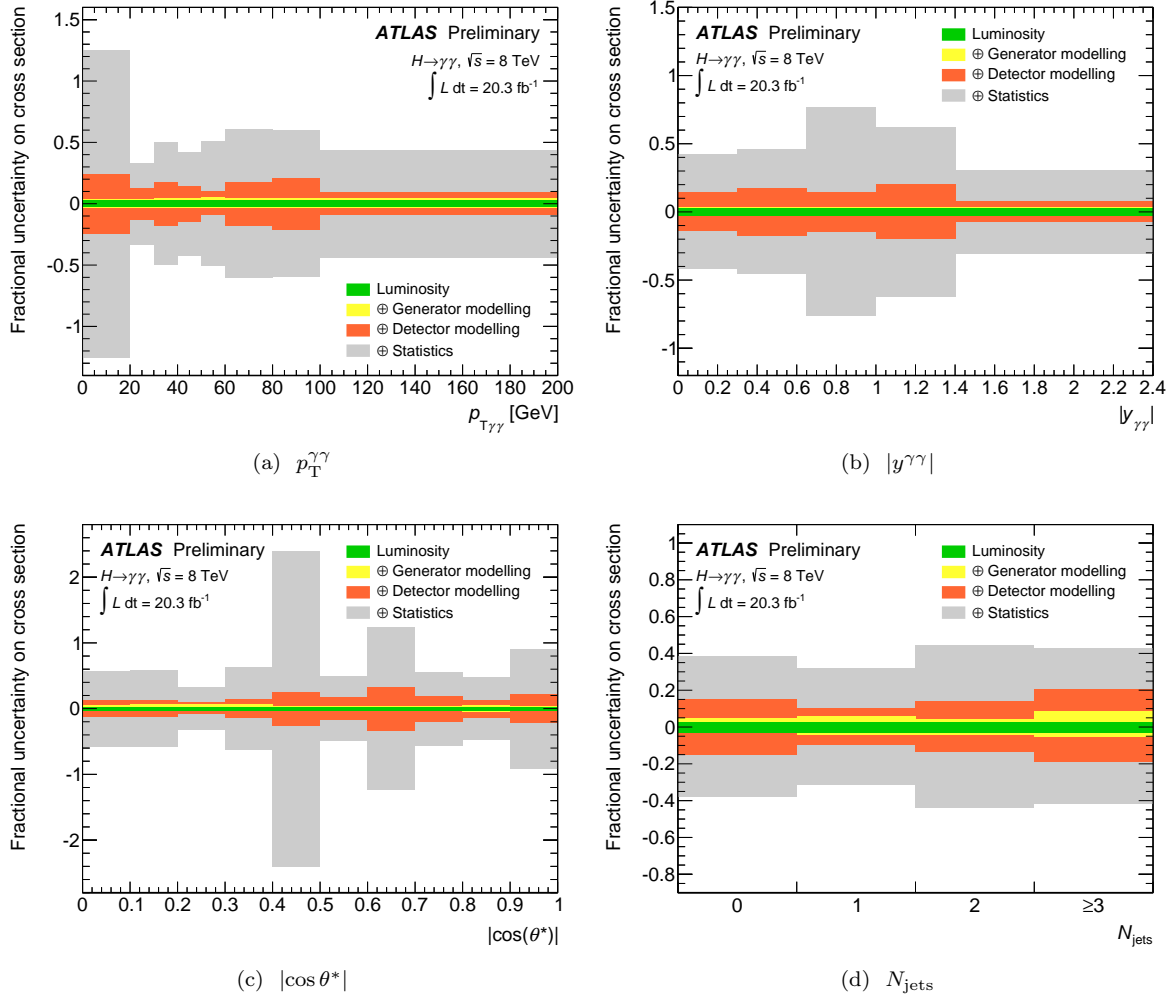 Fractional uncertainty on cross section
1.5
1
0.5
0
-0.5
-1
ATLAS Preliminary
H→γγ, √s = 8 TeV
∫ L dt = 20.3 fb⁻¹
Luminosity
⊕ Generator modelling
⊕ Detector modelling
⊕ Statistics
0 20 40 60 80 100 120 140 160 180 200
p_Tγγ [GeV]
(a) p_T^γγ
Fractional uncertainty on cross section
1.5
1
0.5
0
-0.5
-1
ATLAS Preliminary
H→γγ, √s = 8 TeV
∫ L dt = 20.3 fb⁻¹
Luminosity
⊕ Generator modelling
⊕ Detector modelling
⊕ Statistics
0 0.2 0.4 0.6 0.8 1 1.2 1.4 1.6 1.8 2 2.2 2.4
|y_γγ|
(b) |y^γγ|
Fractional uncertainty on cross section
2
1
0
-1
-2
ATLAS Preliminary
H→γγ, √s = 8 TeV
∫ L dt = 20.3 fb⁻¹
Luminosity
⊕ Generator modelling
⊕ Detector modelling
⊕ Statistics
0 0.1 0.2 0.3 0.4 0.5 0.6 0.7 0.8 0.9 1
|cos(θ*)|
(c) |cos θ*|
Fractional uncertainty on cross section
1
0.8
0.6
0.4
0.2
0
-0.2
-0.4
-0.6
-0.8
ATLAS Preliminary
H→γγ, √s = 8 TeV
∫ L dt = 20.3 fb⁻¹
Luminosity
⊕ Generator modelling
⊕ Detector modelling
⊕ Statistics
0 1 2 ≥3
N_jets
(d) N_jets